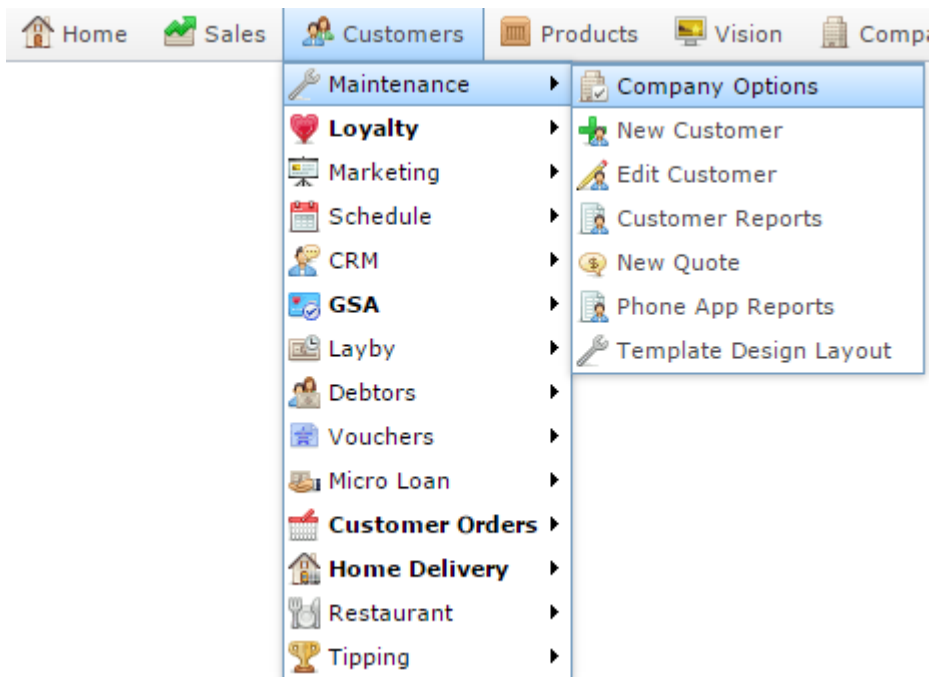 Home Sales Customers Products Vision Compa
Maintenance Company Options
Loyalty New Customer
Marketing Edit Customer
Schedule Customer Reports
CRM New Quote
GSA Phone App Reports
Layby Template Design Layout
Debtors
Vouchers
Micro Loan
Customer Orders
Home Delivery
Restaurant
Tipping